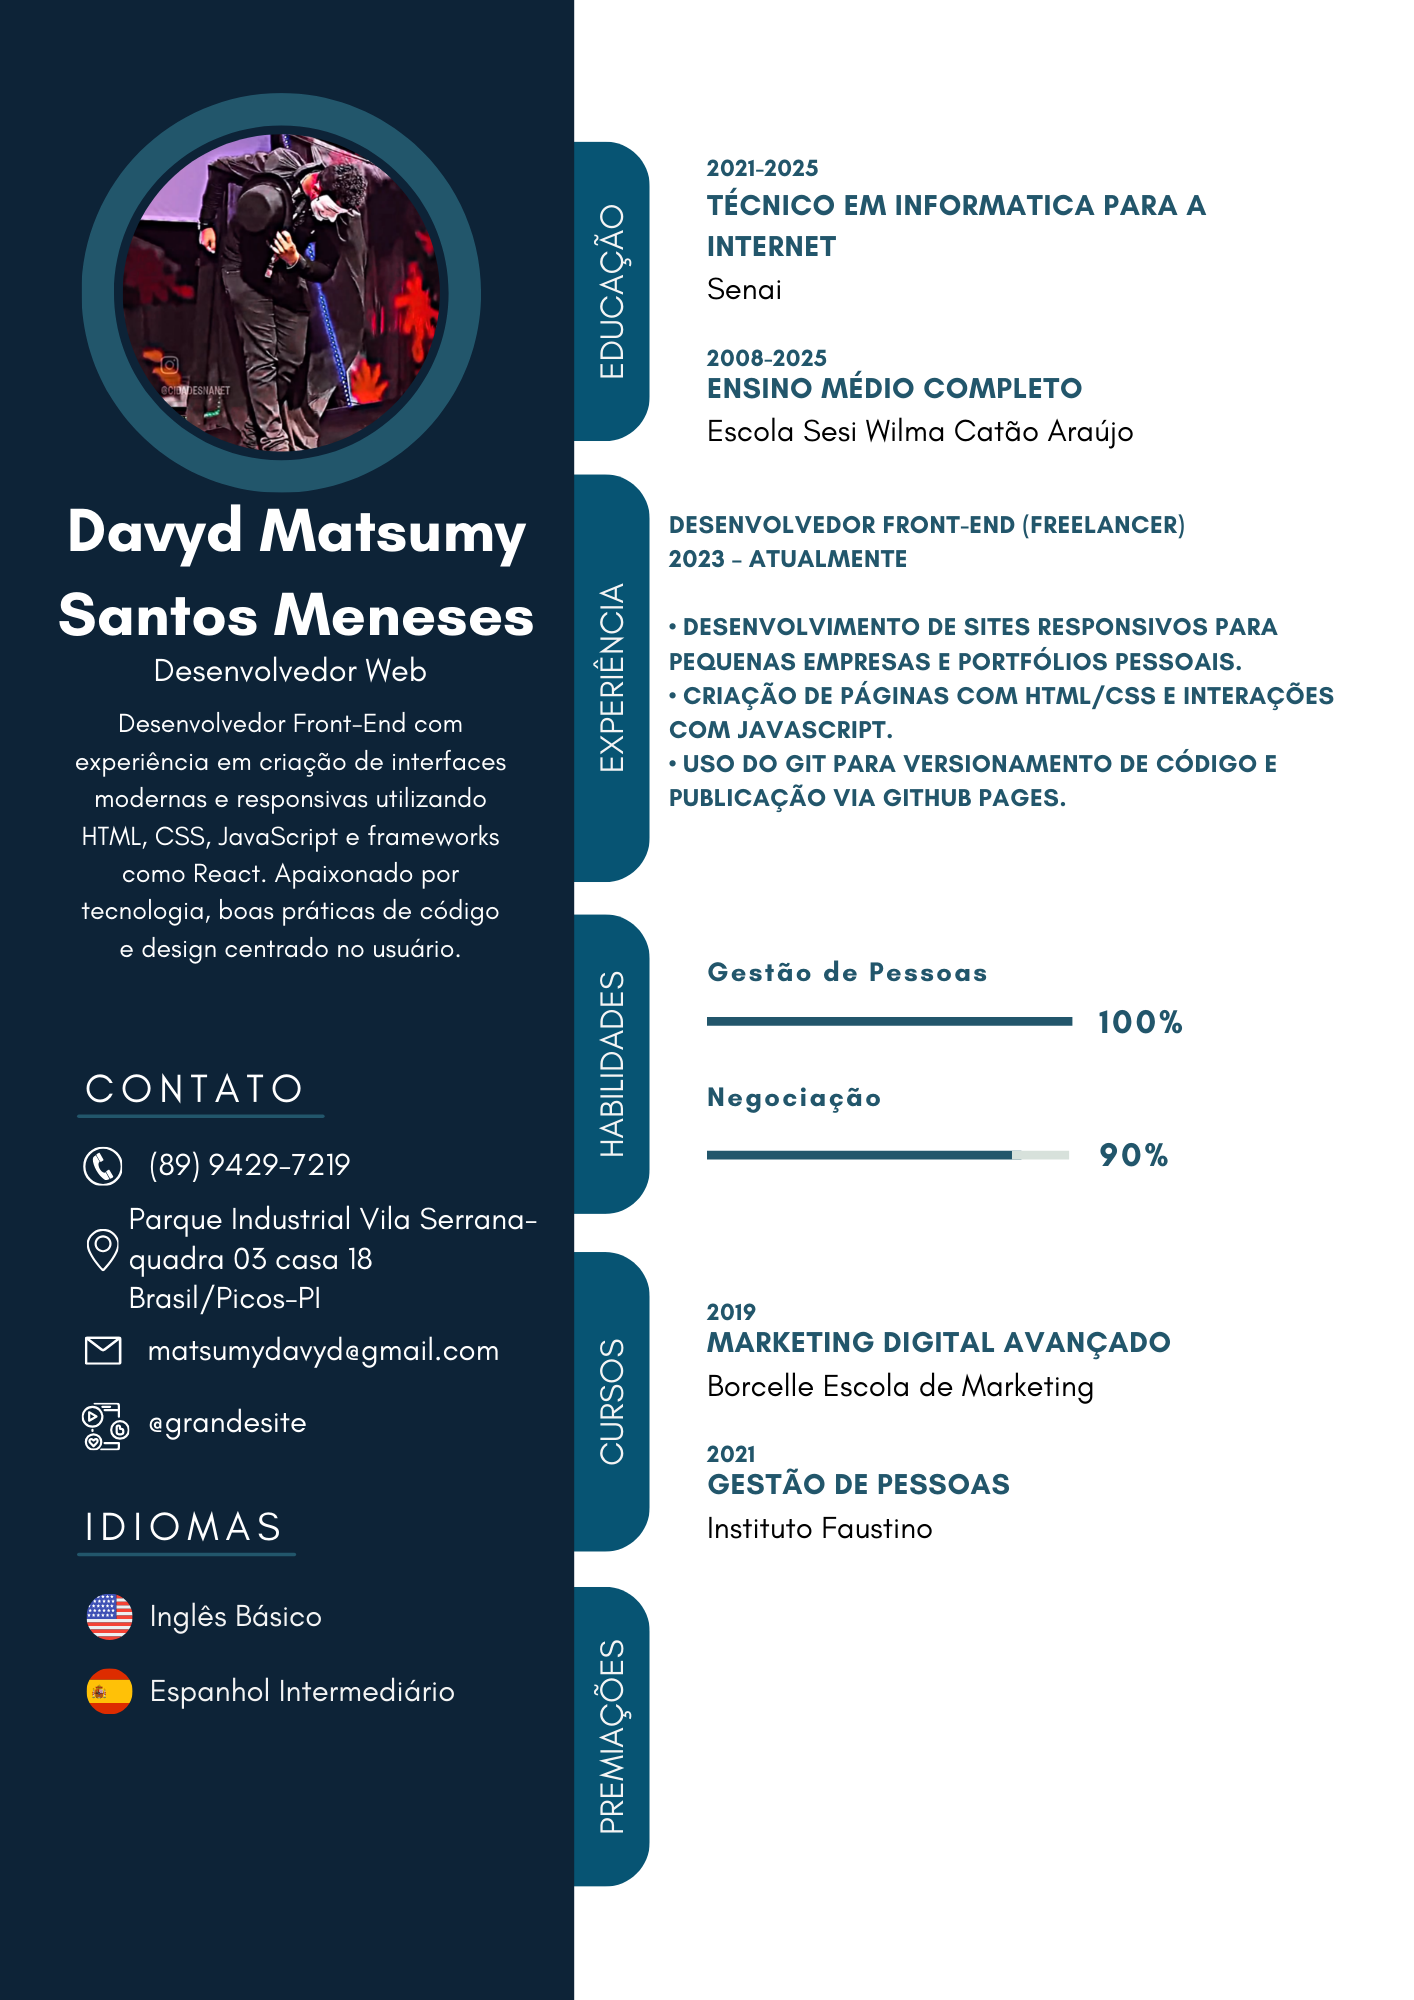 @CIDADESNANET
Davyd Matsumy
Santos Meneses
Desenvolvedor Web
Desenvolvedor Front-End com
experiência em criação de interfaces
modernas e responsivas utilizando
HTML, CSS, JavaScript e frameworks
como React. Apaixonado por
tecnologia, boas práticas de código
e design centrado no usuário.
CONTATO
(89) 9429-7219
Parque Industrial Vila Serrana-
quadra 03 casa 18
Brasil/Picos-PI
matsumydavyd@gmail.com
@grandesite
IDIOMAS
Inglês Básico
Espanhol Intermediário
EDUCAÇÃO
2021-2025
TÉCNICO EM INFORMATICA PARA A
INTERNET
Senai
2008-2025
ENSINO MÉDIO COMPLETO
Escola Sesi Wilma Catão Araújo
EXPERIÊNCIA
DESENVOLVEDOR FRONT-END (FREELANCER)
2023 – ATUALMENTE
• DESENVOLVIMENTO DE SITES RESPONSIVOS PARA
PEQUENAS EMPRESAS E PORTFÓLIOS PESSOAIS.
• CRIAÇÃO DE PÁGINAS COM HTML/CSS E INTERAÇÕES
COM JAVASCRIPT.
• USO DO GIT PARA VERSIONAMENTO DE CÓDIGO E
PUBLICAÇÃO VIA GITHUB PAGES.
HABILIDADES
Gestão de Pessoas
100%
Negociação
90%
CURSOS
2019
MARKETING DIGITAL AVANÇADO
Borcelle Escola de Marketing
2021
GESTÃO DE PESSOAS
Instituto Faustino
PREMIAÇÕES